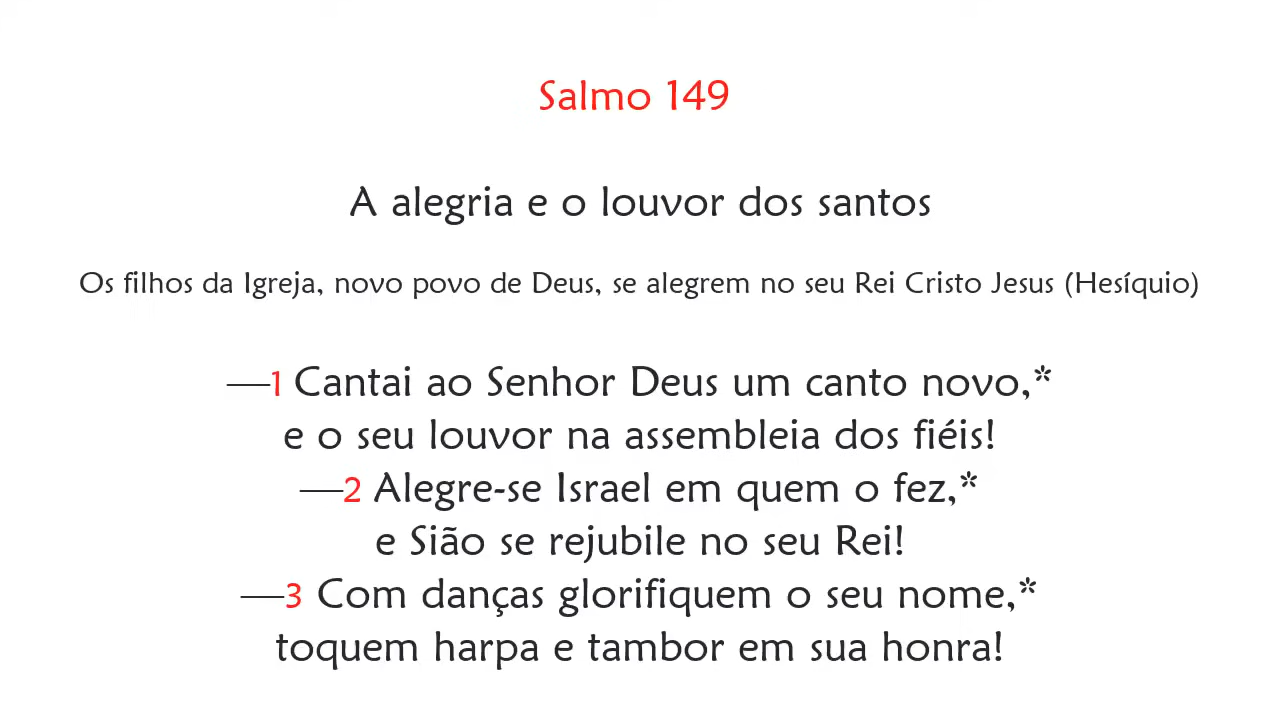 Salmo 149
A alegria e o louvor dos santos
Os filhos da Igreja, novo povo de Deus, se alegrem no seu Rei Cristo Jesus (Hesíquio)
—1 Cantai ao Senhor Deus um canto novo,*
e o seu louvor na assembleia dos fiéis!
—2 Alegre-se Israel em quem o fez,*
e Sião se rejubile no seu Rei!
—3 Com danças glorifiquem o seu nome,*
toquem harpa e tambor em sua honra!